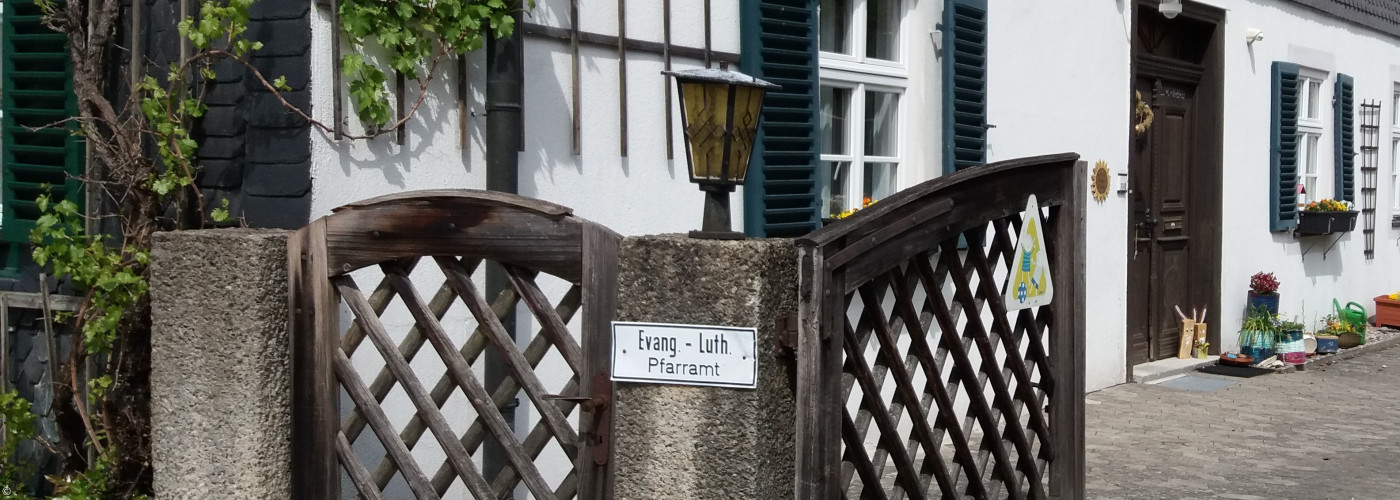 Evang. - Luth.
Pfarramt